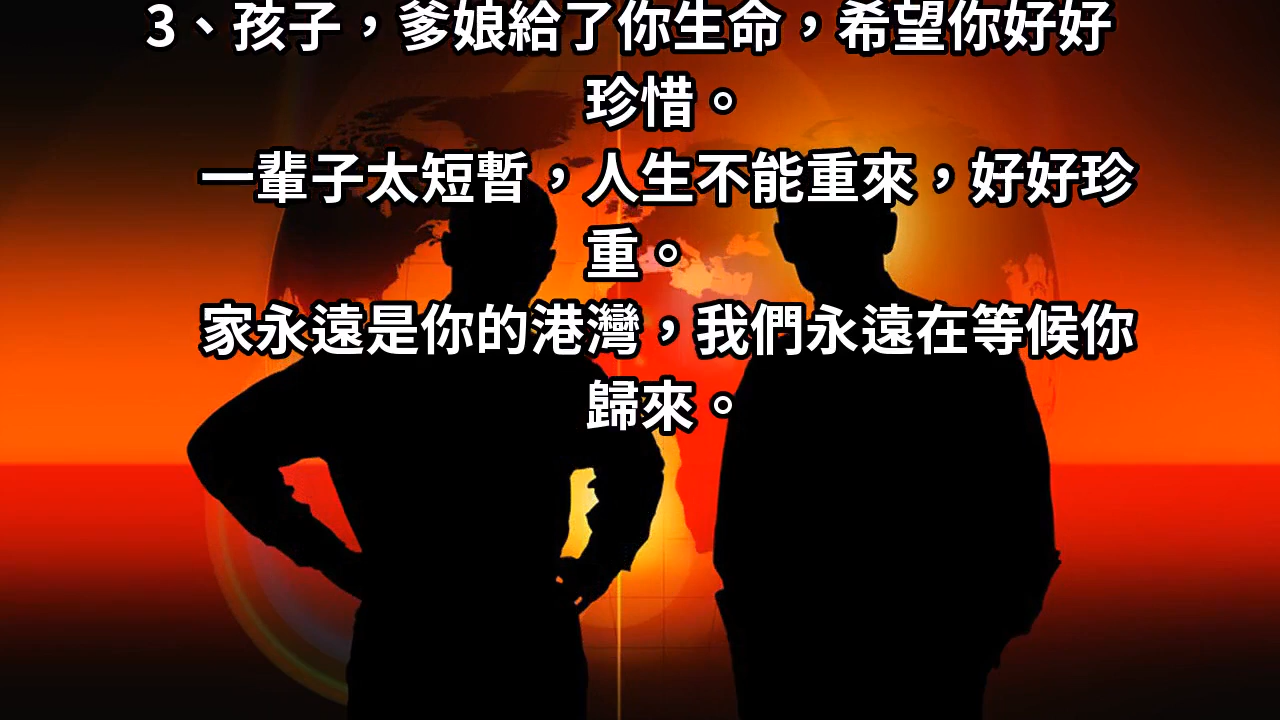 3、孩子，爹娘給了你生命，希望你好好
珍惜。
一輩子太短暫，人生不能重來，好好珍
重。
家永遠是你的港灣，我們永遠在等候你
歸來。